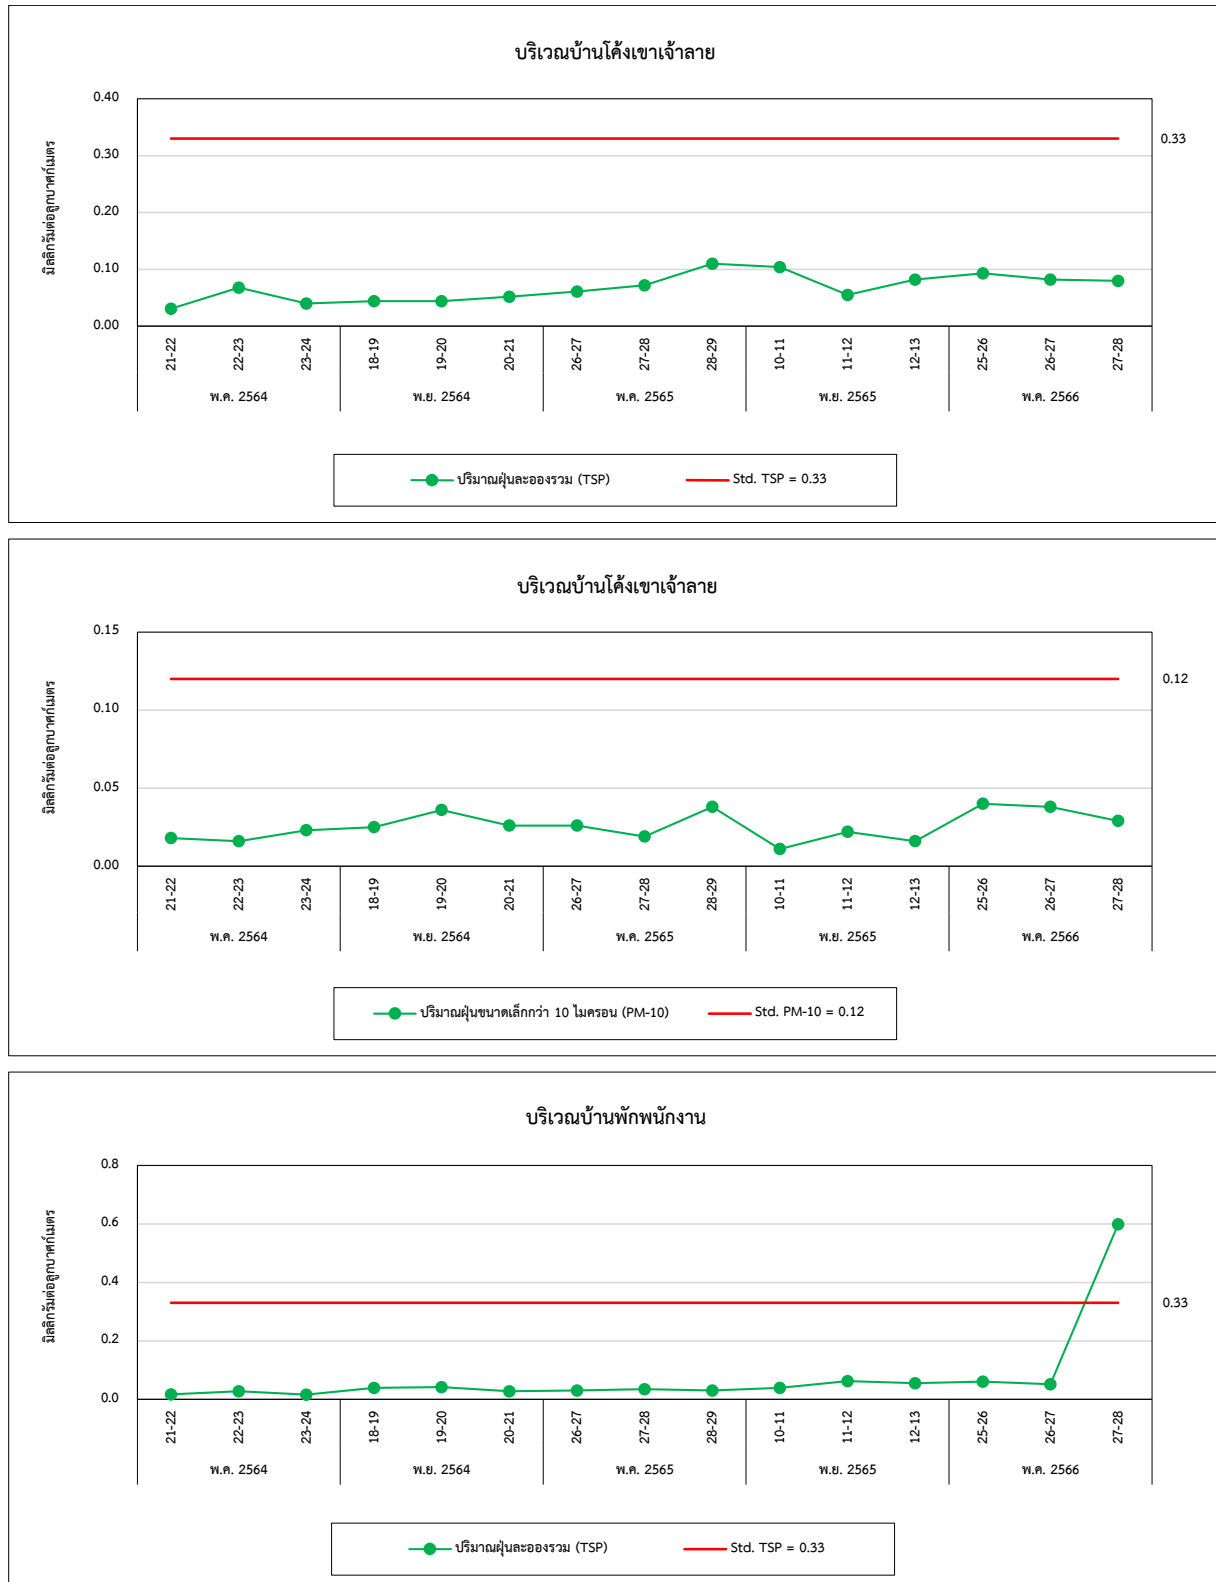 บริเวณบ้านโค้งเขาเจ้าลาย
มิลลิกรัมต่อลูกบาศก์เมตร
0.40
0.30
0.20
0.10
0.00
0.33
21-22 22-23 23-24 18-19 19-20 20-21 26-27 27-28 28-29 10-11 11-12 12-13 25-26 26-27 27-28
พ.ค. 2564 พ.ย. 2564 พ.ค. 2565 พ.ย. 2565 พ.ค. 2566
ปริมาณฝุ่นละอองรวม (TSP) Std. TSP = 0.33
บริเวณบ้านโค้งเขาเจ้าลาย
มิลลิกรัมต่อลูกบาศก์เมตร
0.15
0.10
0.05
0.00
0.12
21-22 22-23 23-24 18-19 19-20 20-21 26-27 27-28 28-29 10-11 11-12 12-13 25-26 26-27 27-28
พ.ค. 2564 พ.ย. 2564 พ.ค. 2565 พ.ย. 2565 พ.ค. 2566
ปริมาณฝุ่นขนาดเล็กกว่า 10 ไมครอน (PM-10) Std. PM-10 = 0.12
บริเวณบ้านพักพนักงาน
มิลลิกรัมต่อลูกบาศก์เมตร
0.8
0.6
0.4
0.2
0.0
0.33
21-22 22-23 23-24 18-19 19-20 20-21 26-27 27-28 28-29 10-11 11-12 12-13 25-26 26-27 27-28
พ.ค. 2564 พ.ย. 2564 พ.ค. 2565 พ.ย. 2565 พ.ค. 2566
ปริมาณฝุ่นละอองรวม (TSP) Std. TSP = 0.33